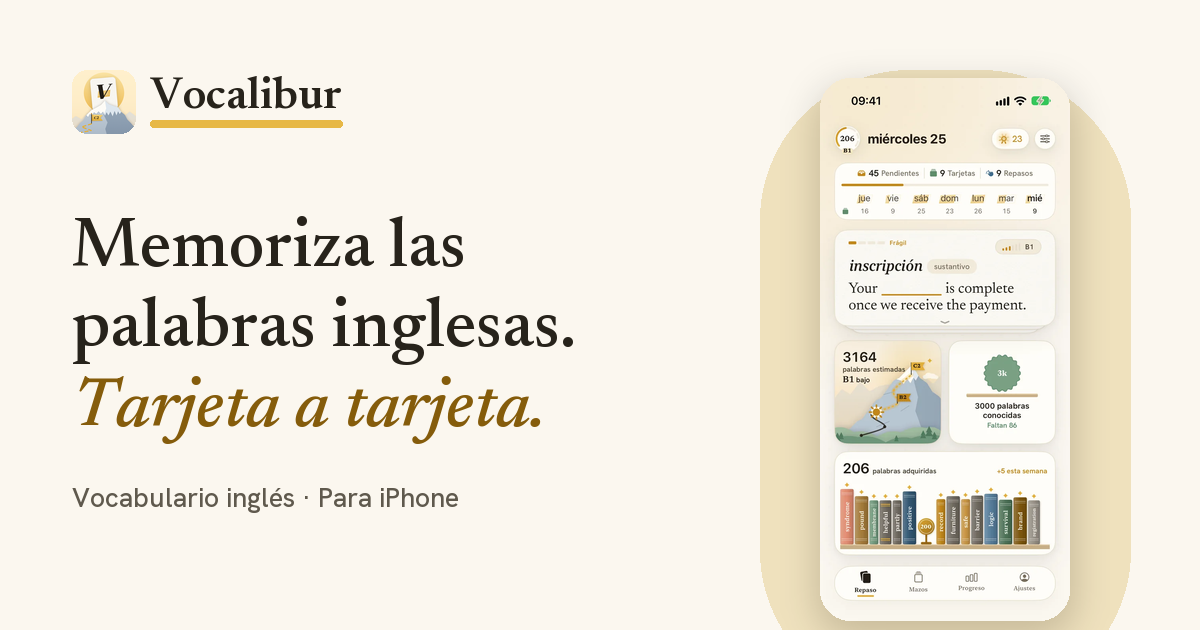 V
Vocalibur
Memoriza las
palabras inglesas.
Tarjeta a tarjeta.
Vocabulario inglés · Para iPhone
09:41
206
B1
miércoles 25
23
45 Pendientes
9 Tarjetas
9 Repasos
jue vie sáb dom lun mar mié
16 9 25 23 26 15 9
Frágil
B1
inscripción sustantivo
Your ________ is complete
once we receive the payment.
3164
palabras estimadas
B1 bajo
C2
B2
3k
3000 palabras
conocidas
Faltan 86
206 palabras adquiridas
+5 esta semana
syndrome
pound
membrane
helpful
partly
positive
200
record
furniture
safe
barrier
logic
survival
brand
Repaso
Mazos
Progreso
Ajustes